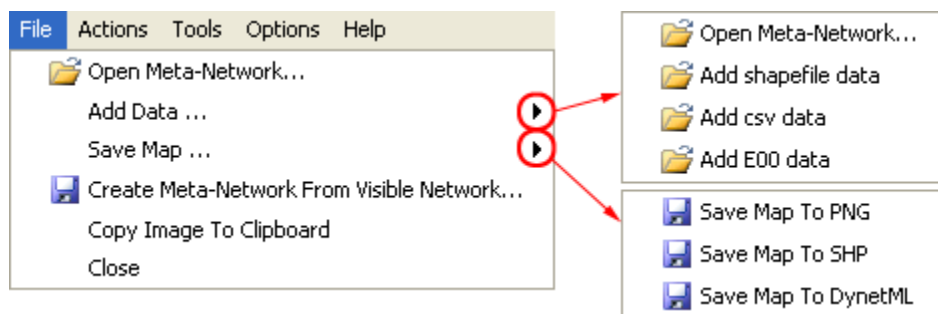 File Actions Tools Options Help
Open Meta-Network...
Add Data ...
Save Map ...
Create Meta-Network From Visible Network...
Copy Image To Clipboard
Close
Open Meta-Network...
Add shapefile data
Add csv data
Add E00 data
Save Map To PNG
Save Map To SHP
Save Map To DynetML